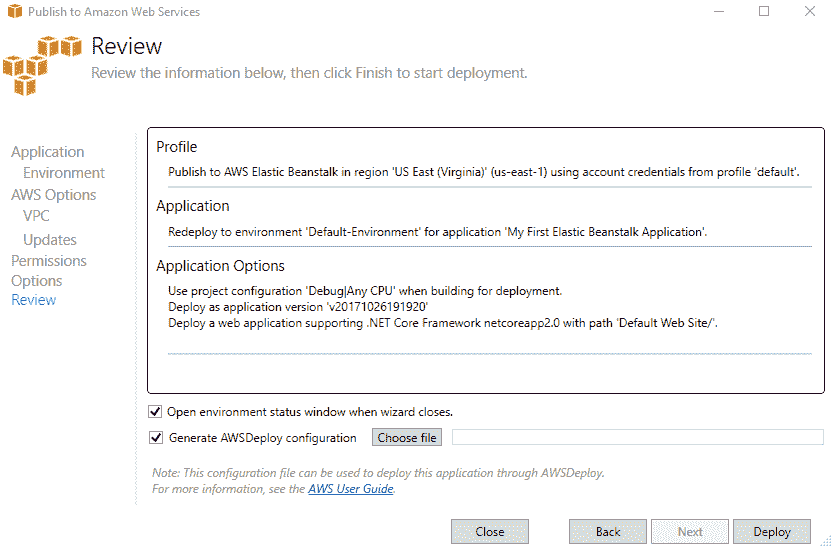 Publish to Amazon Web Services
Review
Review the information below, then click Finish to start deployment.
Application
Environment
AWS Options
VPC
Updates
Permissions
Options
Review
Profile
Publish to AWS Elastic Beanstalk in region 'US East (Virginia)' (us-east-1) using account credentials from profile 'default'.
Application
Redeploy to environment 'Default-Environment' for application 'My First Elastic Beanstalk Application'.
Application Options
Use project configuration 'Debug|Any CPU' when building for deployment.
Deploy as application version 'v20171026191920'
Deploy a web application supporting .NET Core Framework netcoreapp2.0 with path 'Default Web Site/'.
Open environment status window when wizard closes.
Generate AWSDeploy configuration Choose file
Note: This configuration file can be used to deploy this application through AWSDeploy.
For more information, see the AWS User Guide.
Close Back Next Deploy